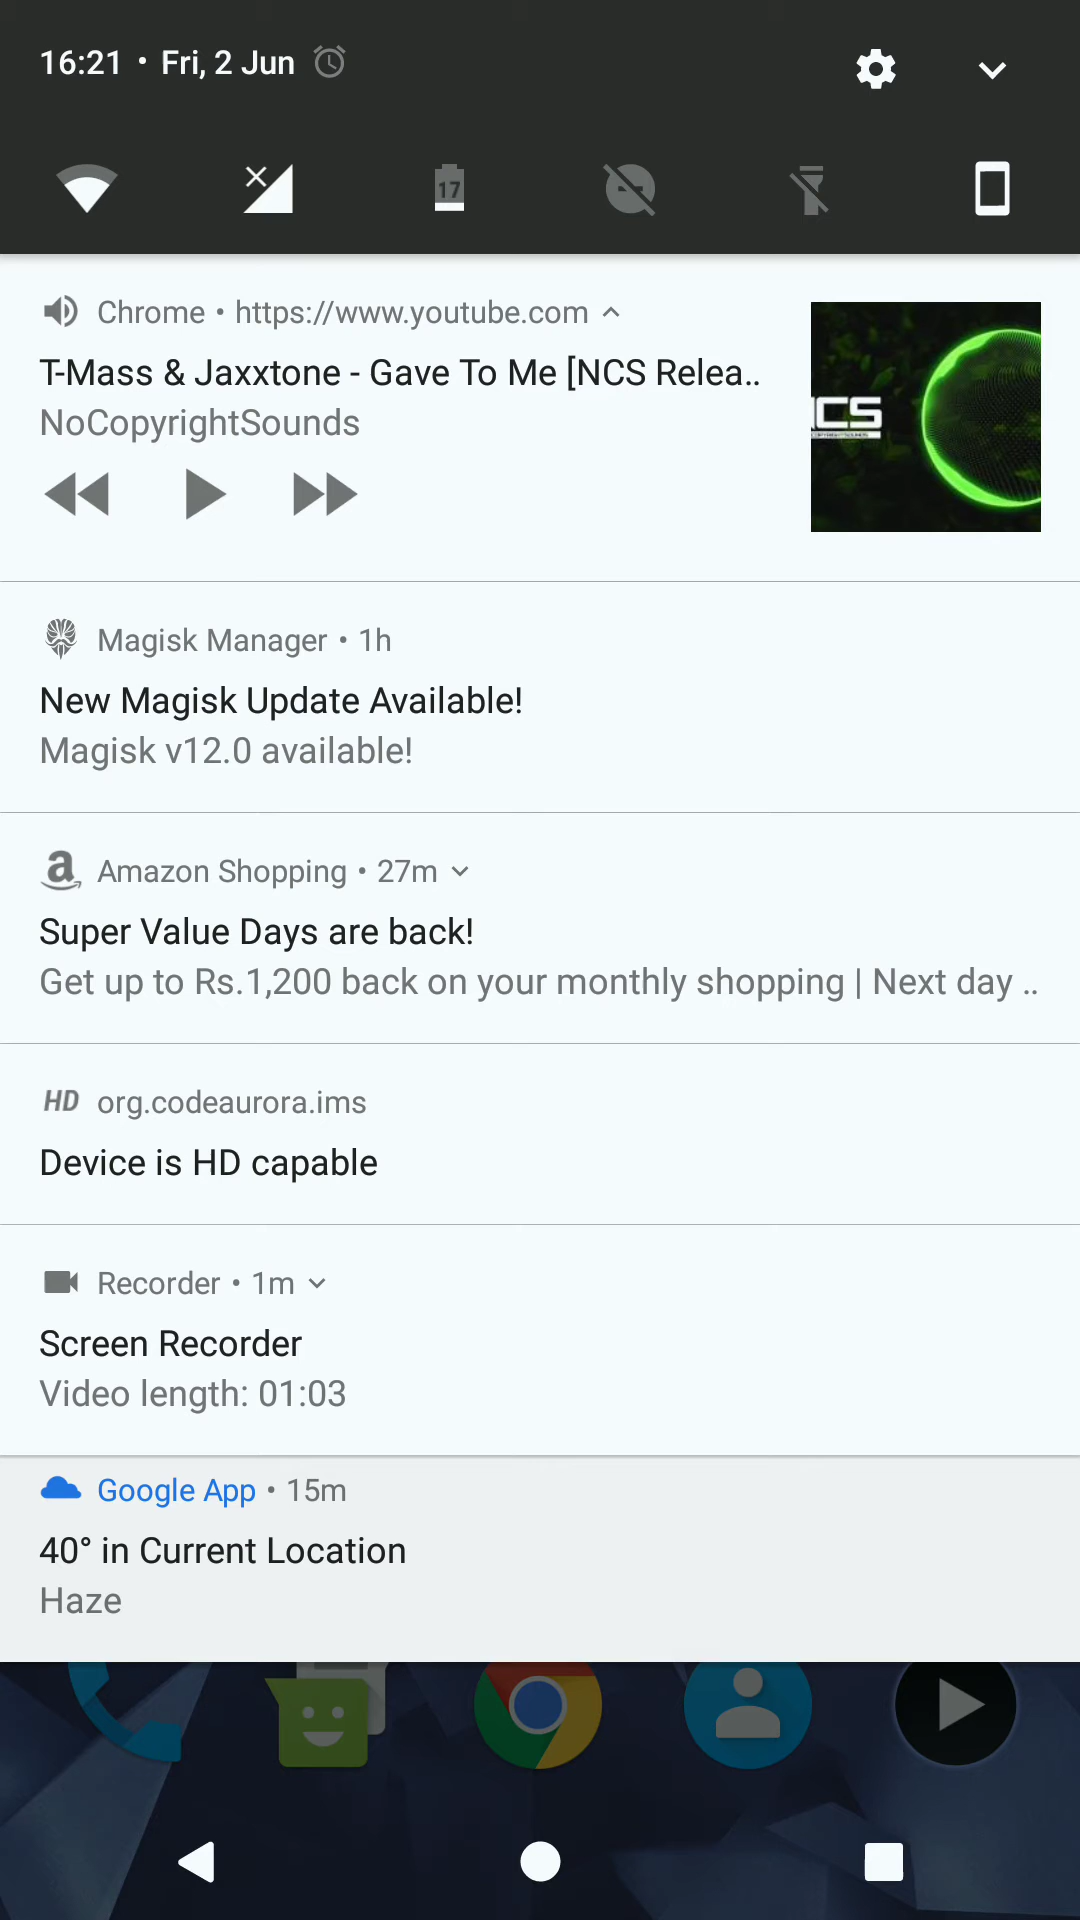 16:21 • Fri, 2 Jun
17
Chrome • https://www.youtube.com
T-Mass & Jaxxtone - Gave To Me [NCS Relea..
NoCopyrightSounds
NCS
Magisk Manager • 1h
New Magisk Update Available!
Magisk v12.0 available!
a Amazon Shopping • 27m
Super Value Days are back!
Get up to Rs.1,200 back on your monthly shopping | Next day ..
HD org.codeaurora.ims
Device is HD capable
Recorder • 1m
Screen Recorder
Video length: 01:03
Google App • 15m
40° in Current Location
Haze